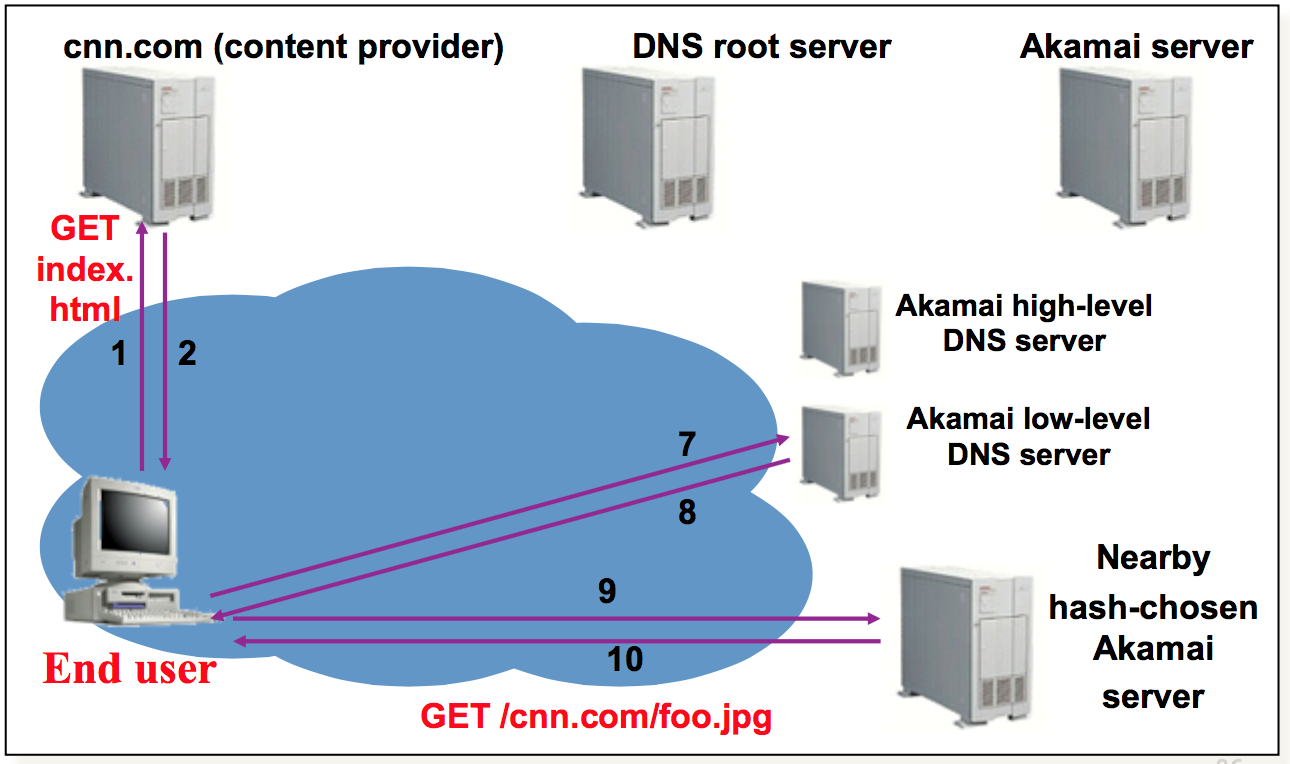 cnn.com (content provider)
DNS root server
Akamai server
GET
index.
html
1
2
Akamai high-level
DNS server
Akamai low-level
DNS server
7
8
9
10
Nearby
hash-chosen
Akamai
server
End user
GET /cnn.com/foo.jpg